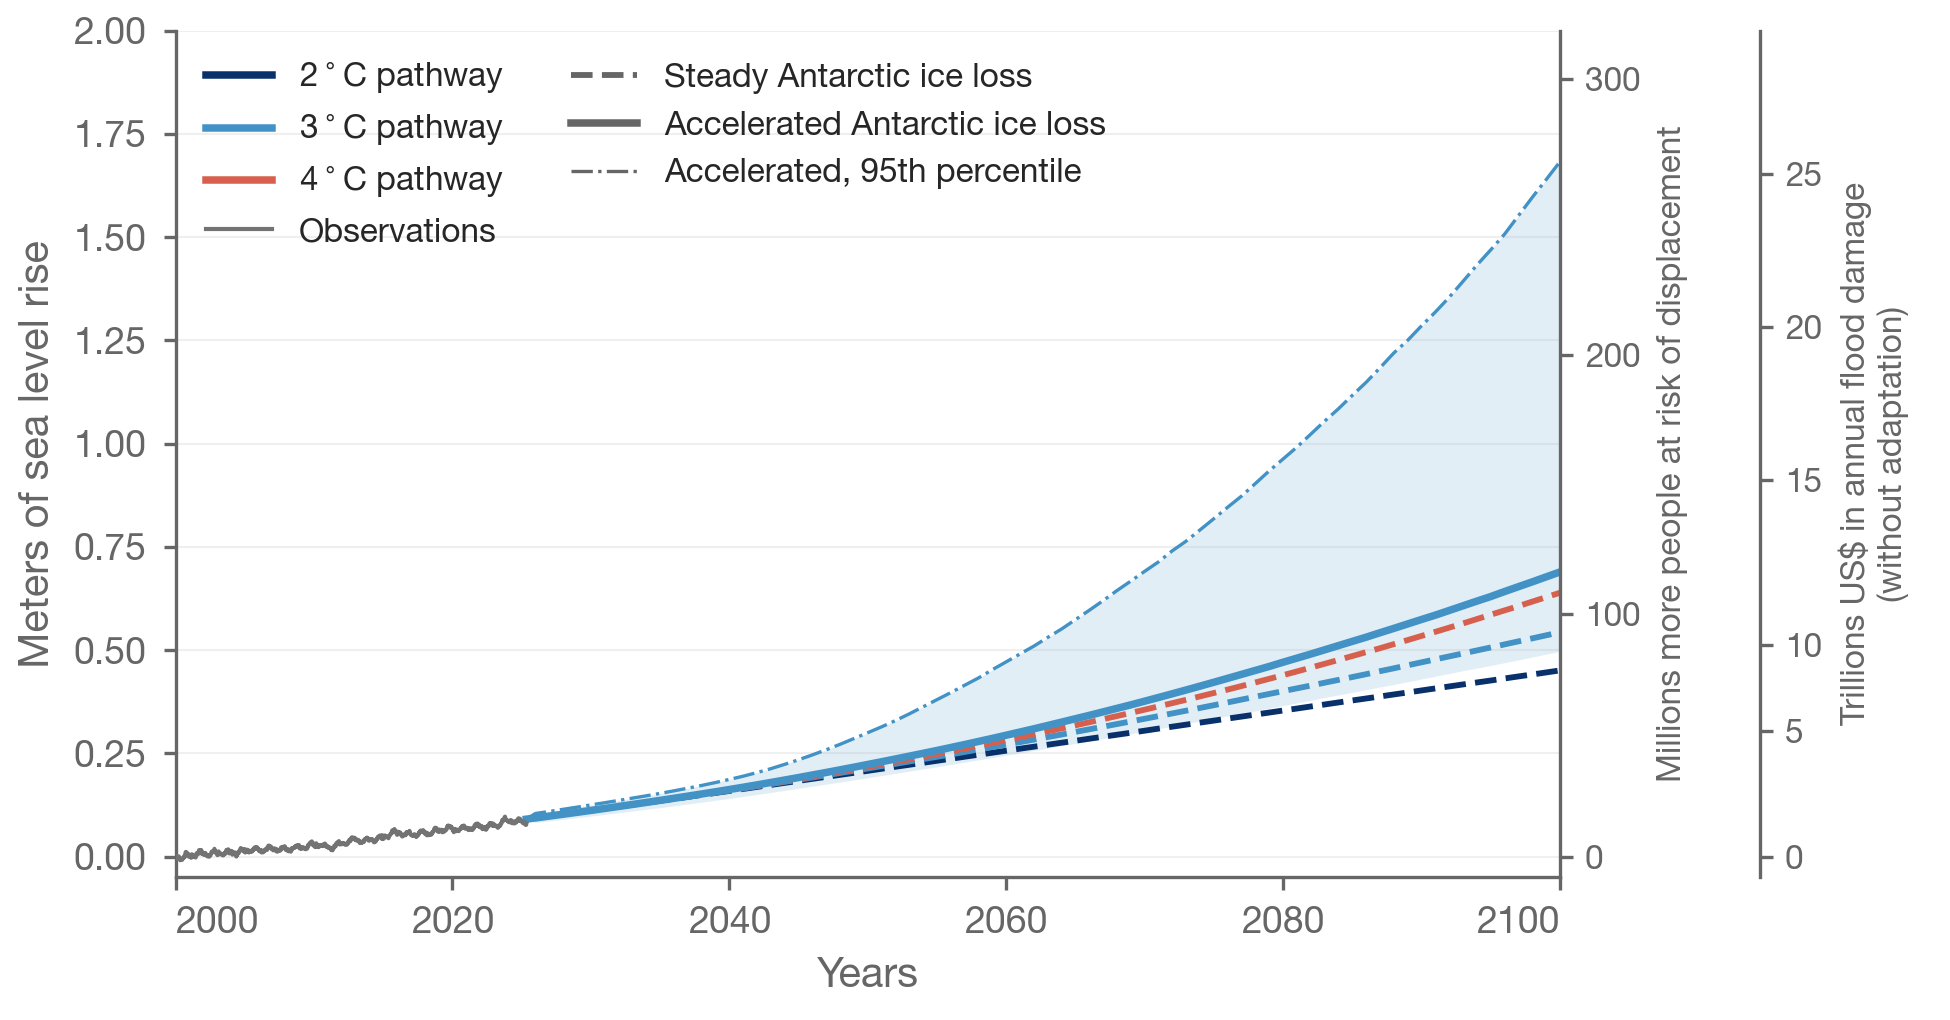 2.00
1.75
1.50
1.25
1.00
0.75
0.50
0.25
0.00
Meters of sea level rise
2°C pathway
3°C pathway
4°C pathway
Observations
Steady Antarctic ice loss
Accelerated Antarctic ice loss
Accelerated, 95th percentile
2000
2020
2040
2060
2080
2100
Years
300
200
100
0
Millions more people at risk of displacement
25
20
15
10
5
0
Trillions US$ in annual flood damage
(without adaptation)